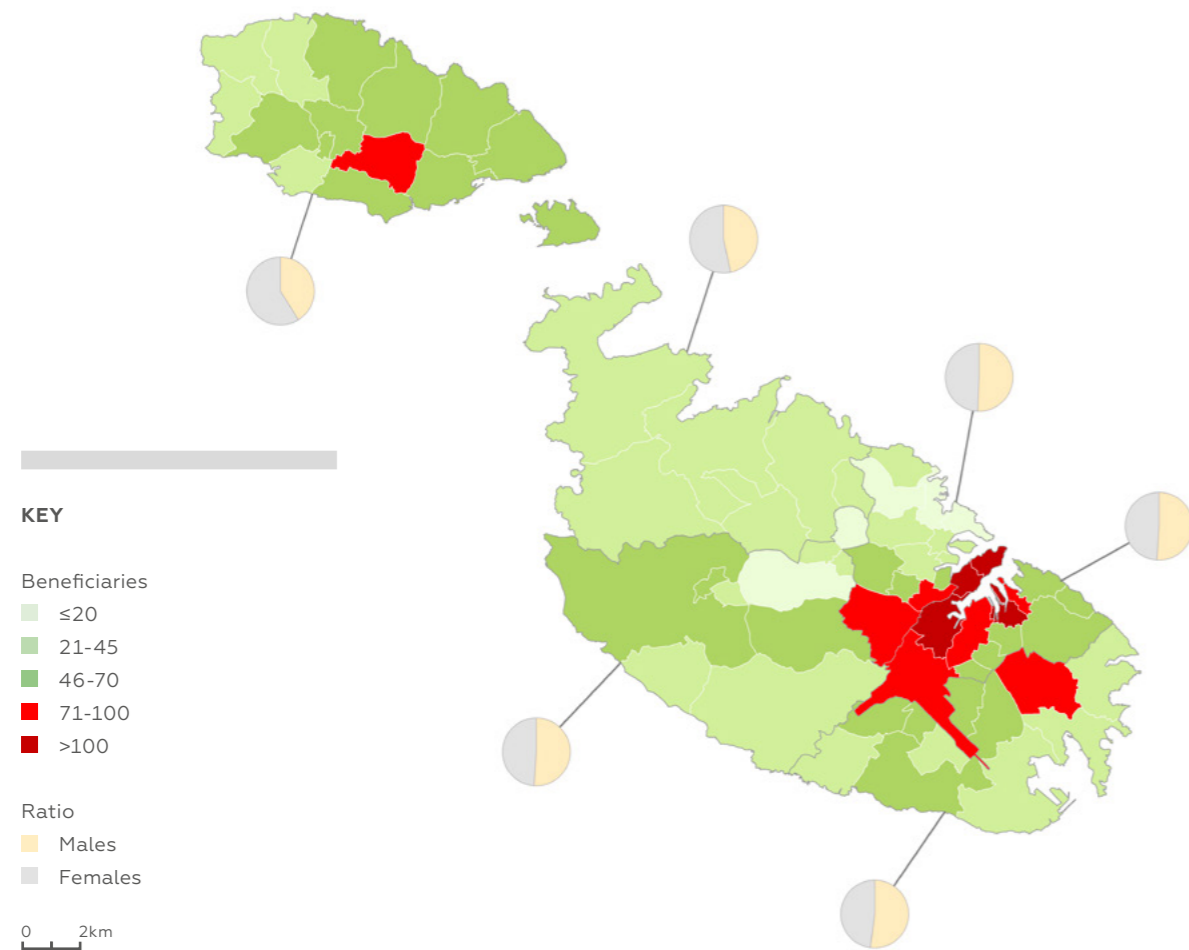 KEY
Beneficiaries
≤20
21-45
46-70
71-100
>100
Ratio
Males
Females
0 2km